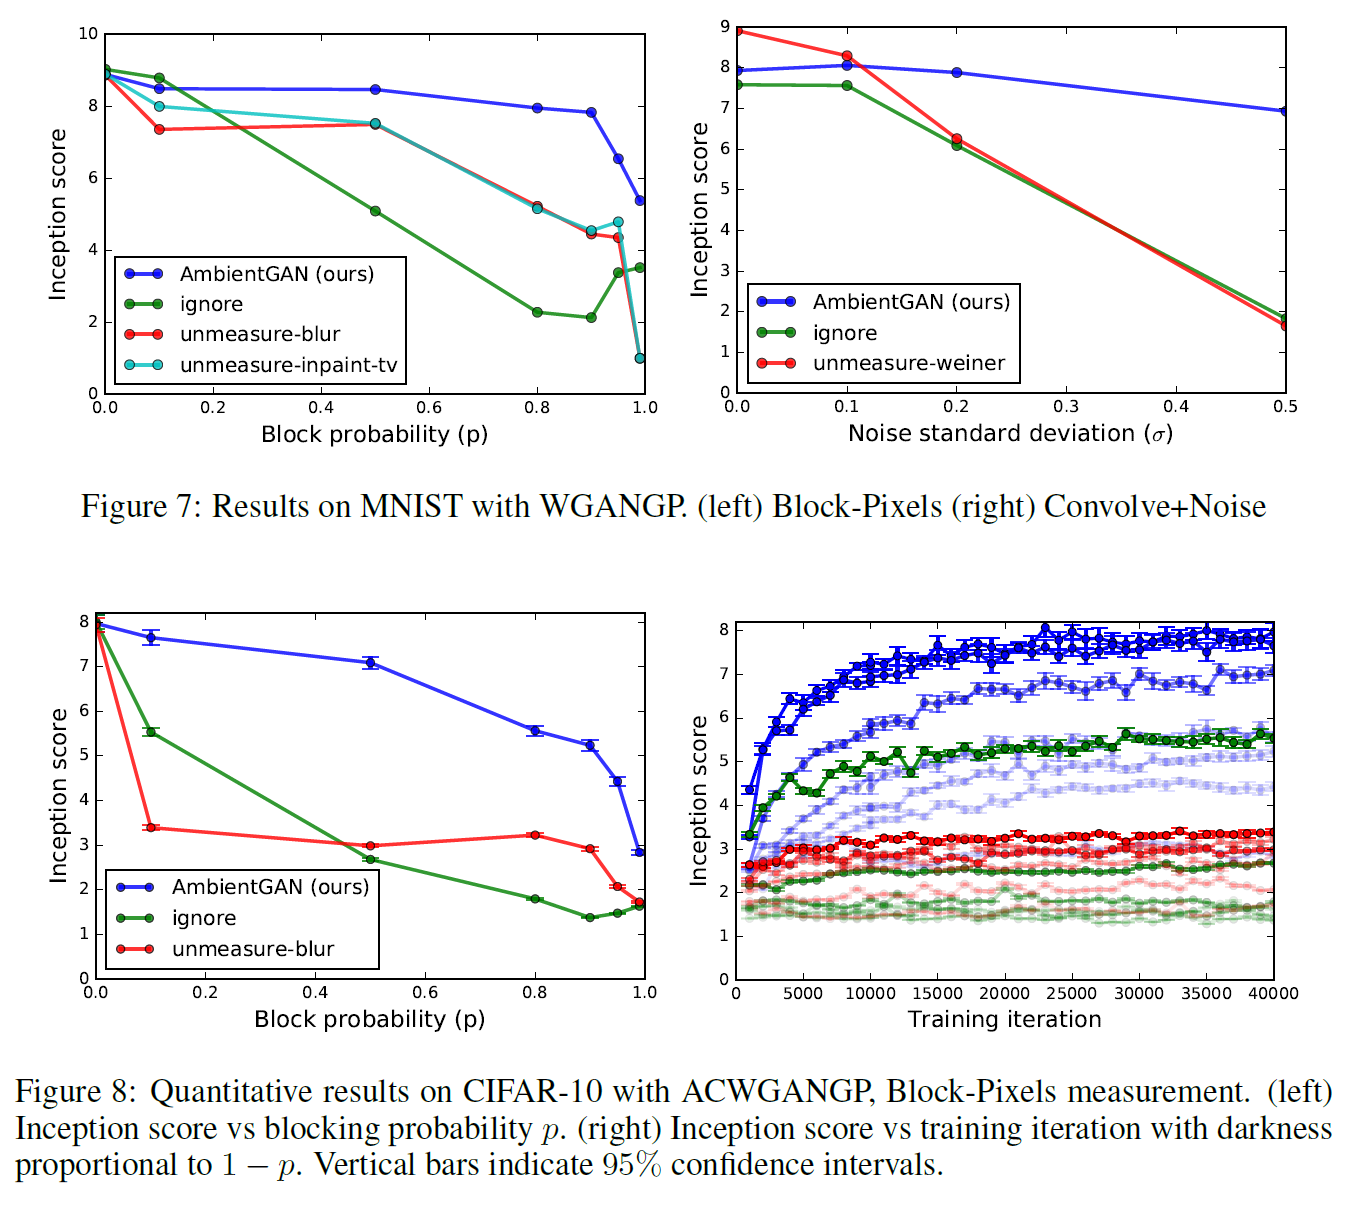 10
8
6
4
2
0
Inception score
AmbientGAN (ours)
ignore
unmeasure-blur
unmeasure-inpaint-tv
0.0 0.2 0.4 0.6 0.8 1.0
Block probability (p)
9
8
7
6
5
4
3
2
1
0
Inception score
AmbientGAN (ours)
ignore
unmeasure-weiner
0.0 0.1 0.2 0.3 0.4 0.5
Noise standard deviation (σ)
Figure 7: Results on MNIST with WGANGP. (left) Block-Pixels (right) Convolve+Noise
8
7
6
5
4
3
2
1
0
Inception score
AmbientGAN (ours)
ignore
unmeasure-blur
0.0 0.2 0.4 0.6 0.8 1.0
Block probability (p)
8
7
6
5
4
3
2
1
0
Inception score
0 5000 10000 15000 20000 25000 30000 35000 40000
Training iteration
Figure 8: Quantitative results on CIFAR-10 with ACWGANGP, Block-Pixels measurement. (left)
Inception score vs blocking probability p. (right) Inception score vs training iteration with darkness
proportional to 1 − p. Vertical bars indicate 95% confidence intervals.